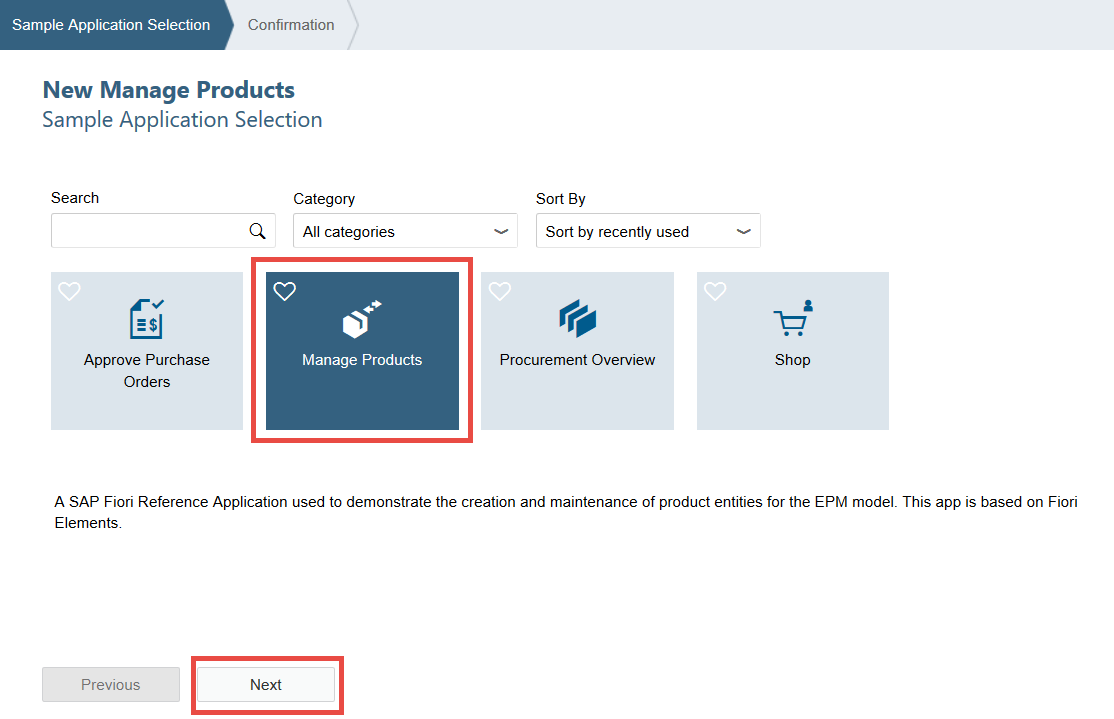 Sample Application Selection
Confirmation
New Manage Products
Sample Application Selection
Search
Category
Sort By
All categories
Sort by recently used
Approve Purchase
Orders
Manage Products
Procurement Overview
Shop
A SAP Fiori Reference Application used to demonstrate the creation and maintenance of product entities for the EPM model. This app is based on Fiori
Elements.
Previous
Next